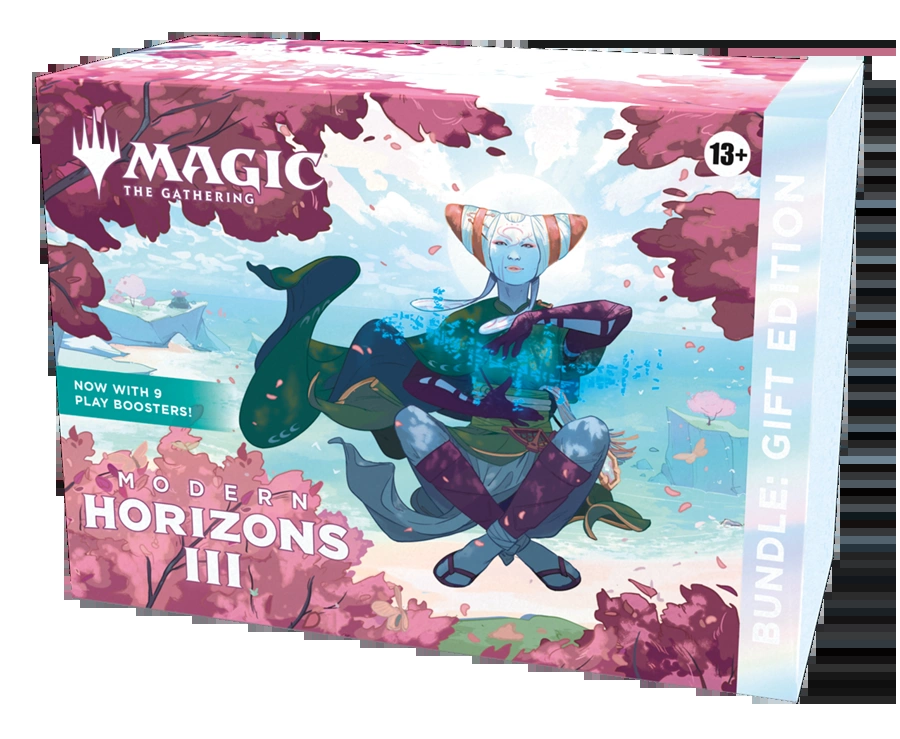 MAGIC
THE GATHERING
13+
NOW WITH 9
PLAY BOOSTERS!
MODERN
HORIZONS
III
BUNDLE: GIFT EDITION